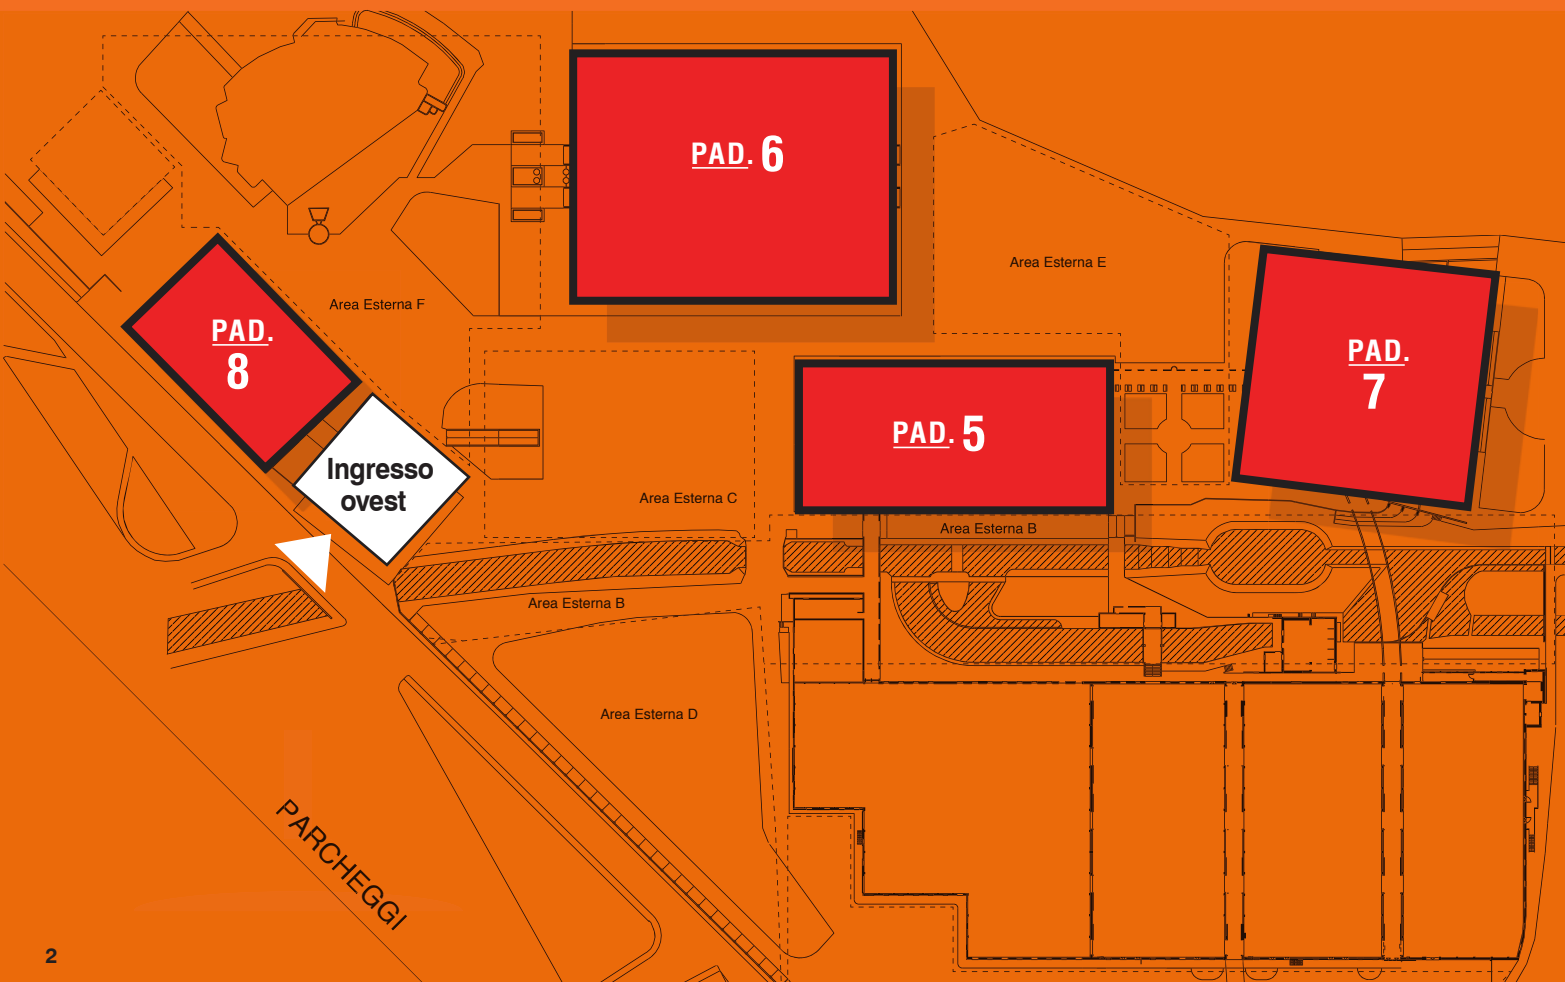 PAD. 6
Area Esterna E
Area Esterna F
PAD.
8
PAD.
7
PAD. 5
Ingresso
ovest
Area Esterna C
Area Esterna B
Area Esterna B
Area Esterna D
PARCHEGGI
2